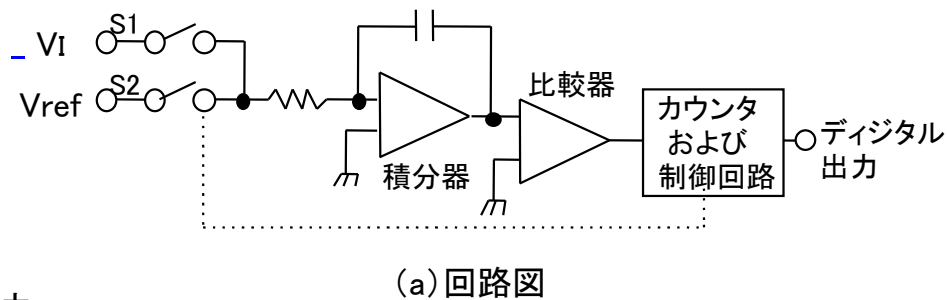 S1
VI
S2
Vref
積分器
比較器
カウンタ
および
制御回路
ディジタル
出力
(a)回路図